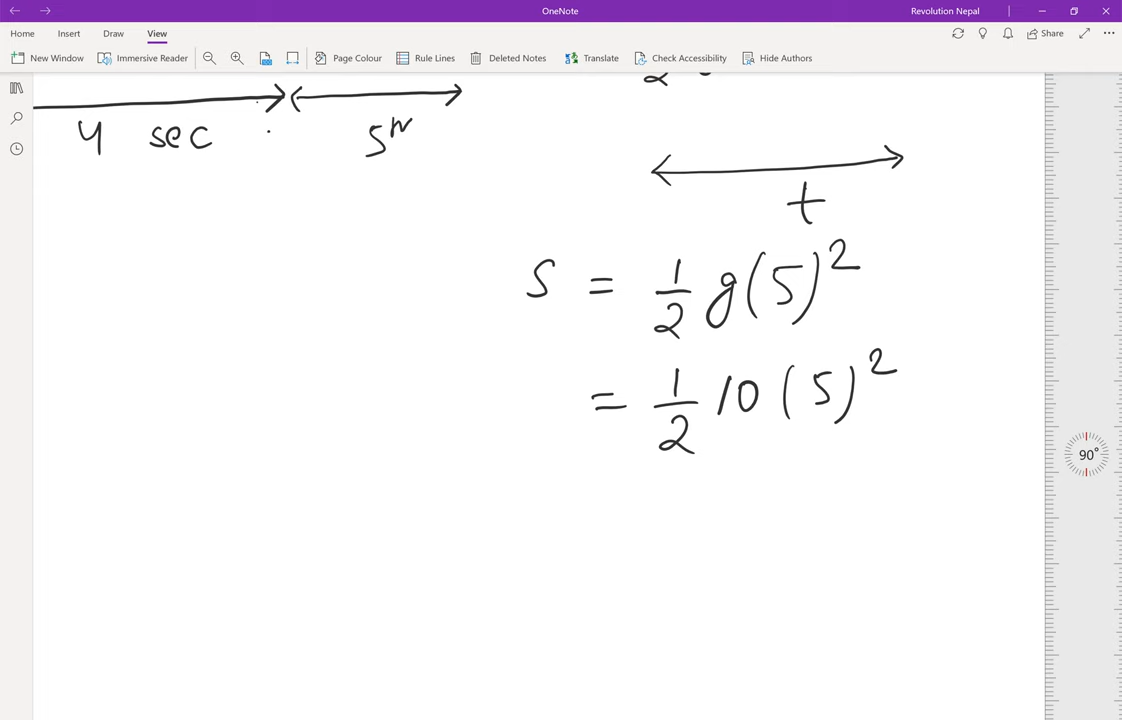 OneNote
Revolution Nepal
Home Insert Draw View
Share
New Window Immersive Reader Page Colour Rule Lines Deleted Notes Translate Check Accessibility Hide Authors
4 sec
t
S = 1/2 g(5)²
= 1/2 10(5)²
90°